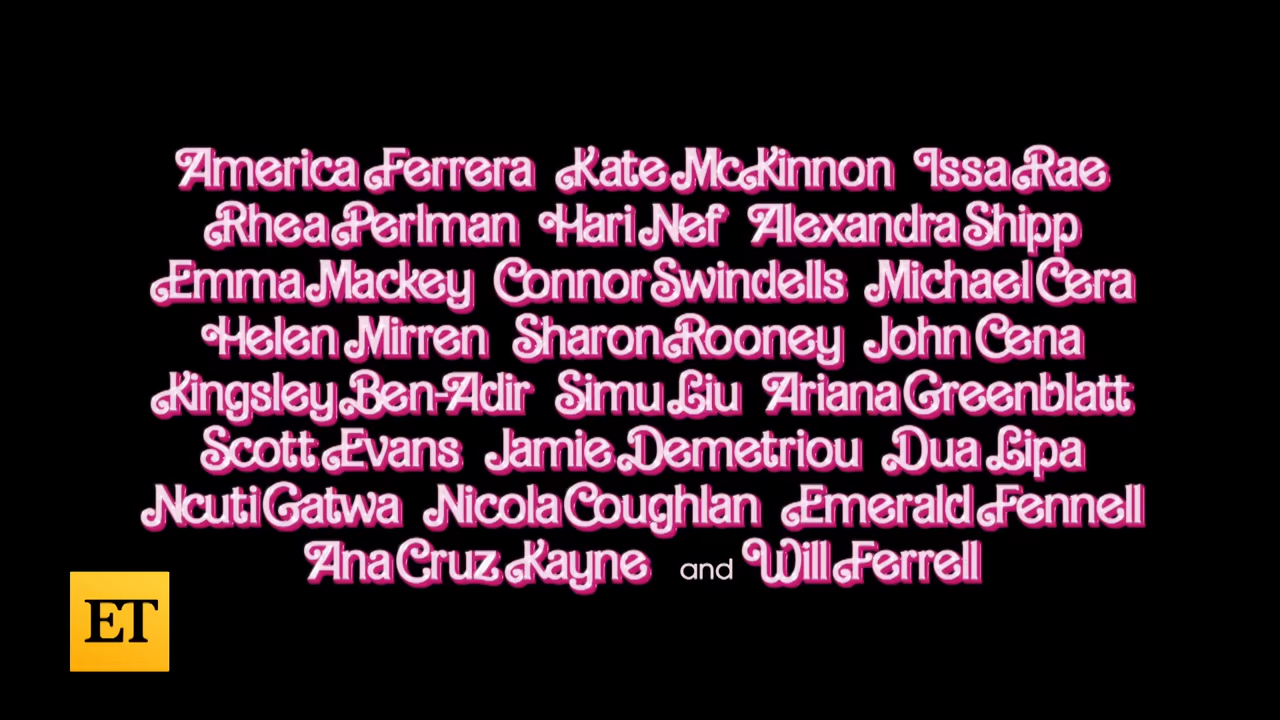 America Ferrera Kate McKinnon Issa Rae
Rhea Perlman Hari Nef Alexandra Shipp
Emma Mackey Connor Swindells Michael Cera
Helen Mirren Sharon Rooney John Cena
Kingsley Ben-Adir Simu Liu Ariana Greenblatt
Scott Evans Jamie Demetriou Dua Lipa
Ncuti Gatwa Nicola Coughlan Emerald Fennell
Ana Cruz Kayne and Will Ferrell
ET